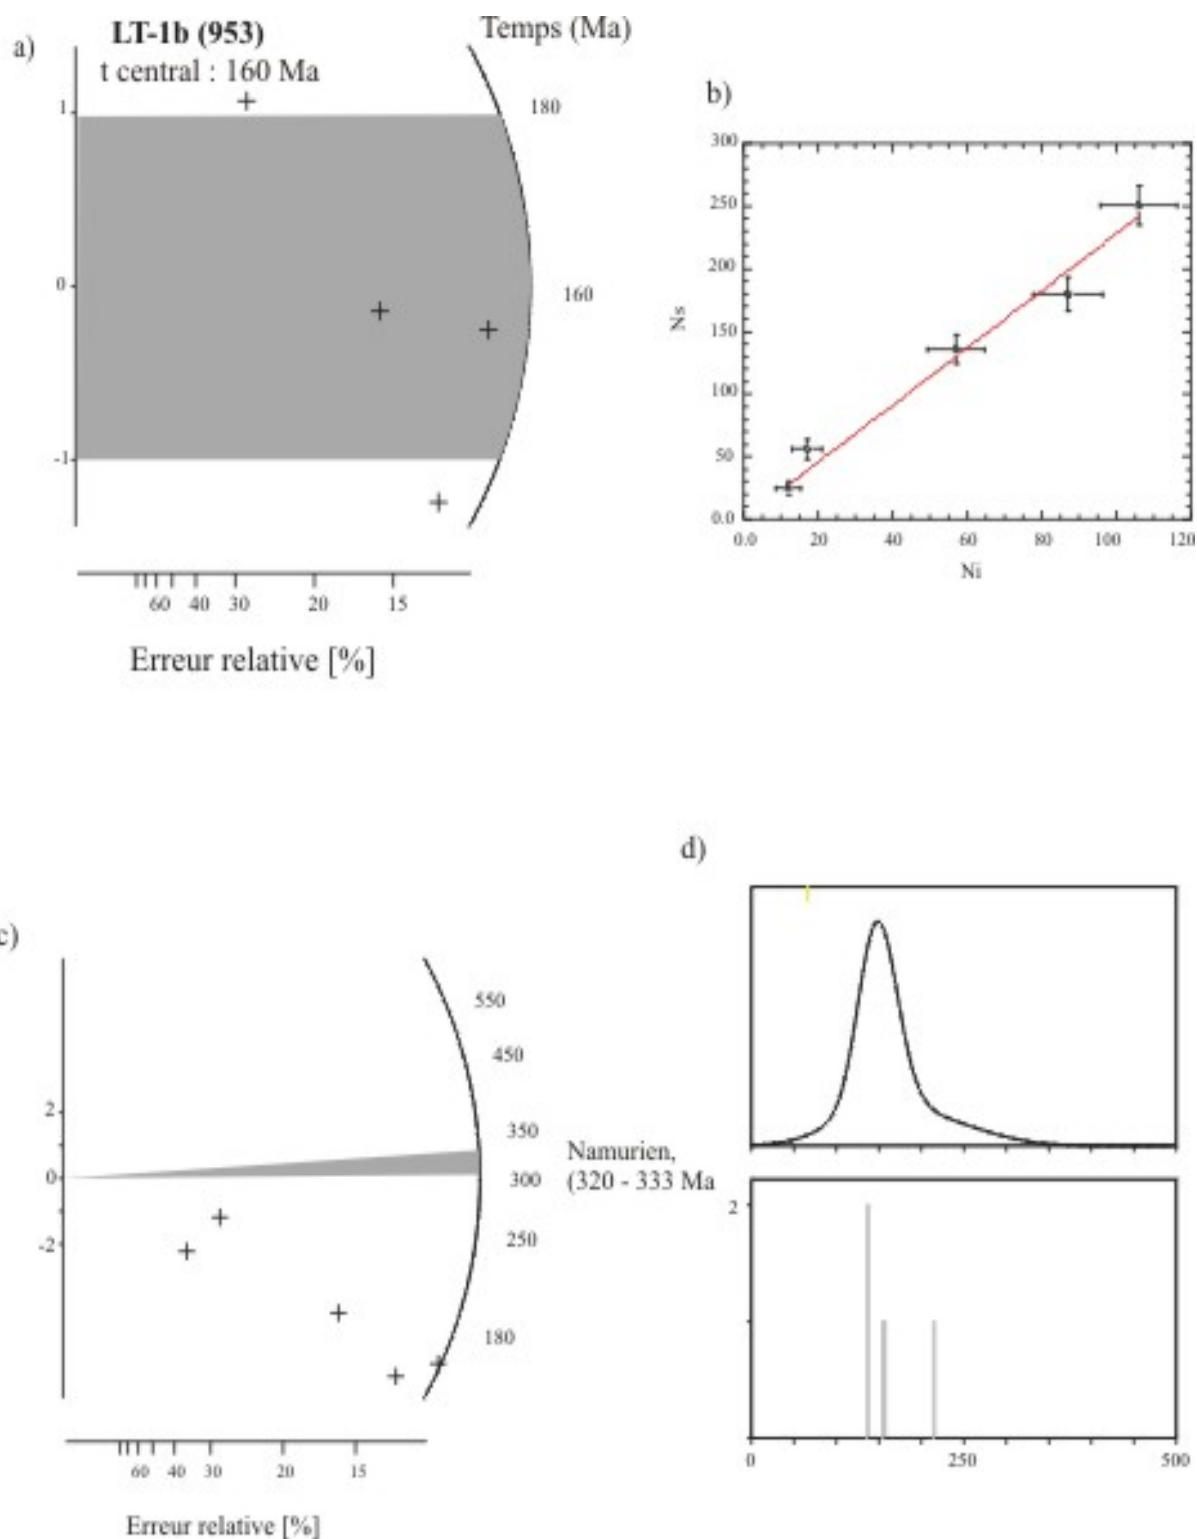 a)
LT-1b (953)
t central : 160 Ma
Temps (Ma)
1
0
-1
180
160
60 40 30 20 15
Erreur relative [%]
b)
300
250
200
150
100
50
0.0
Ns
0.0 20 40 60 80 100 120
Ni
c)
2
0
-2
550
450
350
300
250
180
Namurien,
(320 - 333 Ma
60 40 30 20 15
Erreur relative [%]
d)
2
0 250 500